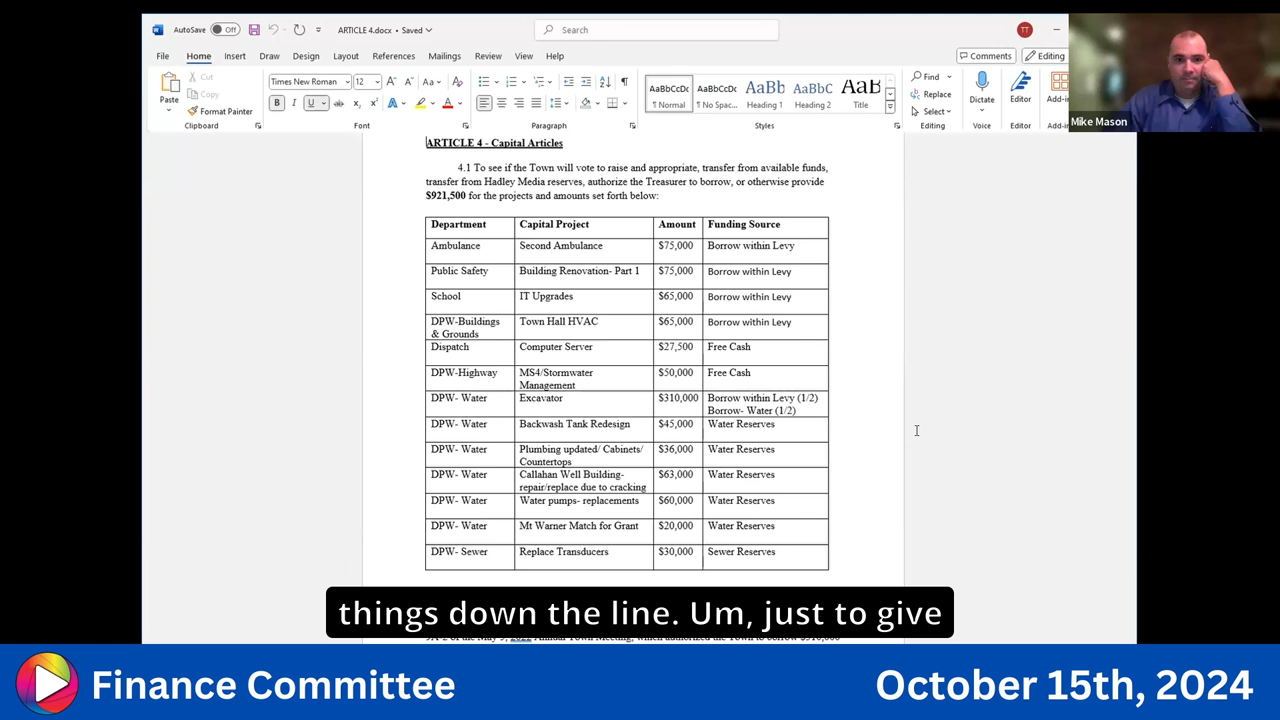 AutoSave Off ARTICLE 4.docx • Saved Search TT
File Home Insert Draw Design Layout References Mailings Review View Help Comments Editing
Paste Cut Copy Format Painter
Times New Roman 12
AaBbCcDc ¶ Normal AaBbCcDc ¶ No Spac... AaBb Heading 1 AaBbC Heading 2 AaB Title
Find Replace Select Dictate Editor Add-in
Clipboard Font Paragraph Styles Editing Voice Editor Add-in
Mike Mason
ARTICLE 4 - Capital Articles
4.1 To see if the Town will vote to raise and appropriate, transfer from available funds,
transfer from Hadley Media reserves, authorize the Treasurer to borrow, or otherwise provide
$921,500 for the projects and amounts set forth below:
Department Capital Project Amount Funding Source
Ambulance Second Ambulance $75,000 Borrow within Levy
Public Safety Building Renovation- Part 1 $75,000 Borrow within Levy
School IT Upgrades $65,000 Borrow within Levy
DPW-Buildings Town Hall HVAC $65,000 Borrow within Levy
& Grounds
Dispatch Computer Server $27,500 Free Cash
DPW-Highway MS4/Stormwater $50,000 Free Cash
Management
DPW- Water Excavator $310,000 Borrow within Levy (1/2)
Borrow- Water (1/2)
DPW- Water Backwash Tank Redesign $45,000 Water Reserves
DPW- Water Plumbing updated/ Cabinets/ $36,000 Water Reserves
Countertops
DPW- Water Callahan Well Building- $63,000 Water Reserves
repair/replace due to cracking
DPW- Water Water pumps- replacements $60,000 Water Reserves
DPW- Water Mt Warner Match for Grant $20,000 Water Reserves
DPW- Sewer Replace Transducers $30,000 Sewer Reserves
things down the line. Um, just to give
Finance Committee
October 15th, 2024